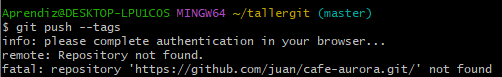 Aprendiz@DESKTOP-LPU1COS MINGW64 ~/tallergit (master)
$ git push --tags
info: please complete authentication in your browser...
remote: Repository not found.
fatal: repository 'https://github.com/juan/cafe-aurora.git/' not found